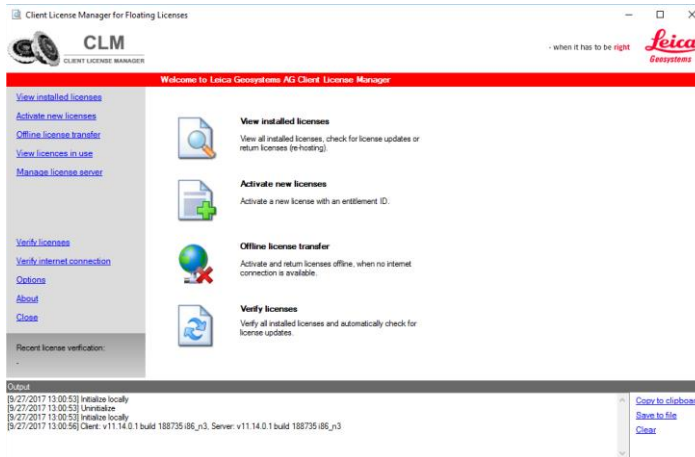 Client License Manager for Floating Licenses
CLM
CLIENT LICENSE MANAGER
- when it has to be right
Leica
Geosystems
Welcome to Leica Geosystems AG Client License Manager
View installed licenses
Activate new licenses
Offline license transfer
View licences in use
Manage license server
Verify licenses
Verify internet connection
Options
About
Close
Recent license verification:
-
View installed licenses
View all installed licenses, check for license updates or
return licenses (re-hosting).
Activate new licenses
Activate a new license with an entitlement ID.
Offline license transfer
Activate and return licenses offline, when no internet
connection is available.
Verify licenses
Verify all installed licenses and automatically check for
license updates.
Output
[9/27/2017 13:00:53] Initialize locally
[9/27/2017 13:00:53] Uninitialize
[9/27/2017 13:00:53] Initialize locally
[9/27/2017 13:00:56] Client: v11.14.0.1 build 188735 i86_n3, Server: v11.14.0.1 build 188735 i86_n3
Copy to clipboar
Save to file
Clear